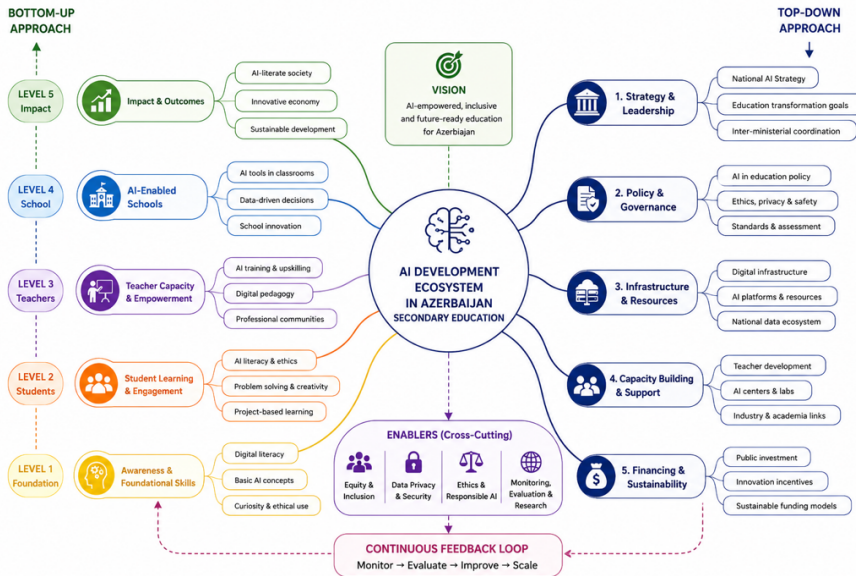 BOTTOM-UP
APPROACH
LEVEL 5
Impact
Impact & Outcomes
AI-literate society
Innovative economy
Sustainable development
LEVEL 4
School
AI-Enabled
Schools
AI tools in classrooms
Data-driven decisions
School innovation
LEVEL 3
Teachers
Teacher Capacity
& Empowerment
AI training & upskilling
Digital pedagogy
Professional communities
LEVEL 2
Students
Student Learning
& Engagement
AI literacy & ethics
Problem solving & creativity
Project-based learning
LEVEL 1
Foundation
Awareness &
Foundational Skills
Digital literacy
Basic AI concepts
Curiosity & ethical use
VISION
AI-empowered, inclusive
and future-ready education
for Azerbaijan
AI DEVELOPMENT
ECOSYSTEM
IN AZERBAIJAN
SECONDARY EDUCATION
ENABLERS (Cross-Cutting)
Equity &
Inclusion
Data Privacy
& Security
Ethics &
Responsible AI
Monitoring,
Evaluation &
Research
CONTINUOUS FEEDBACK LOOP
Monitor → Evaluate → Improve → Scale
TOP-DOWN
APPROACH
1. Strategy &
Leadership
National AI Strategy
Education transformation goals
Inter-ministerial coordination
2. Policy &
Governance
AI in education policy
Ethics, privacy & safety
Standards & assessment
3. Infrastructure
& Resources
Digital infrastructure
AI platforms & resources
National data ecosystem
4. Capacity Building
& Support
Teacher development
AI centers & labs
Industry & academia links
5. Financing &
Sustainability
Public investment
Innovation incentives
Sustainable funding models